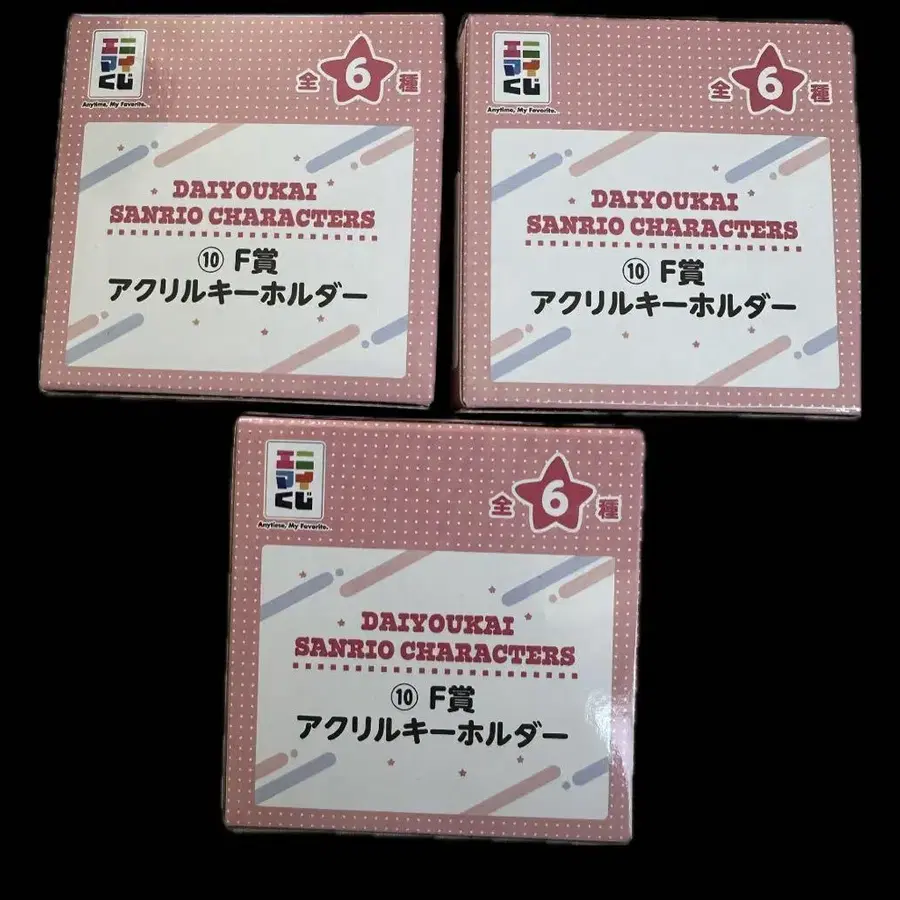 エニ
マイ
くじ
Anytime, My Favorite.
全6種
DAIYOUKAI
SANRIO CHARACTERS
⑩ F賞
アクリルキーホルダー
エニ
マイ
くじ
Anytime, My Favorite.
全6種
DAIYOUKAI
SANRIO CHARACTERS
⑩ F賞
アクリルキーホルダー
エニ
マイ
くじ
Anytime, My Favorite.
全6種
DAIYOUKAI
SANRIO CHARACTERS
⑩ F賞
アクリルキーホルダー